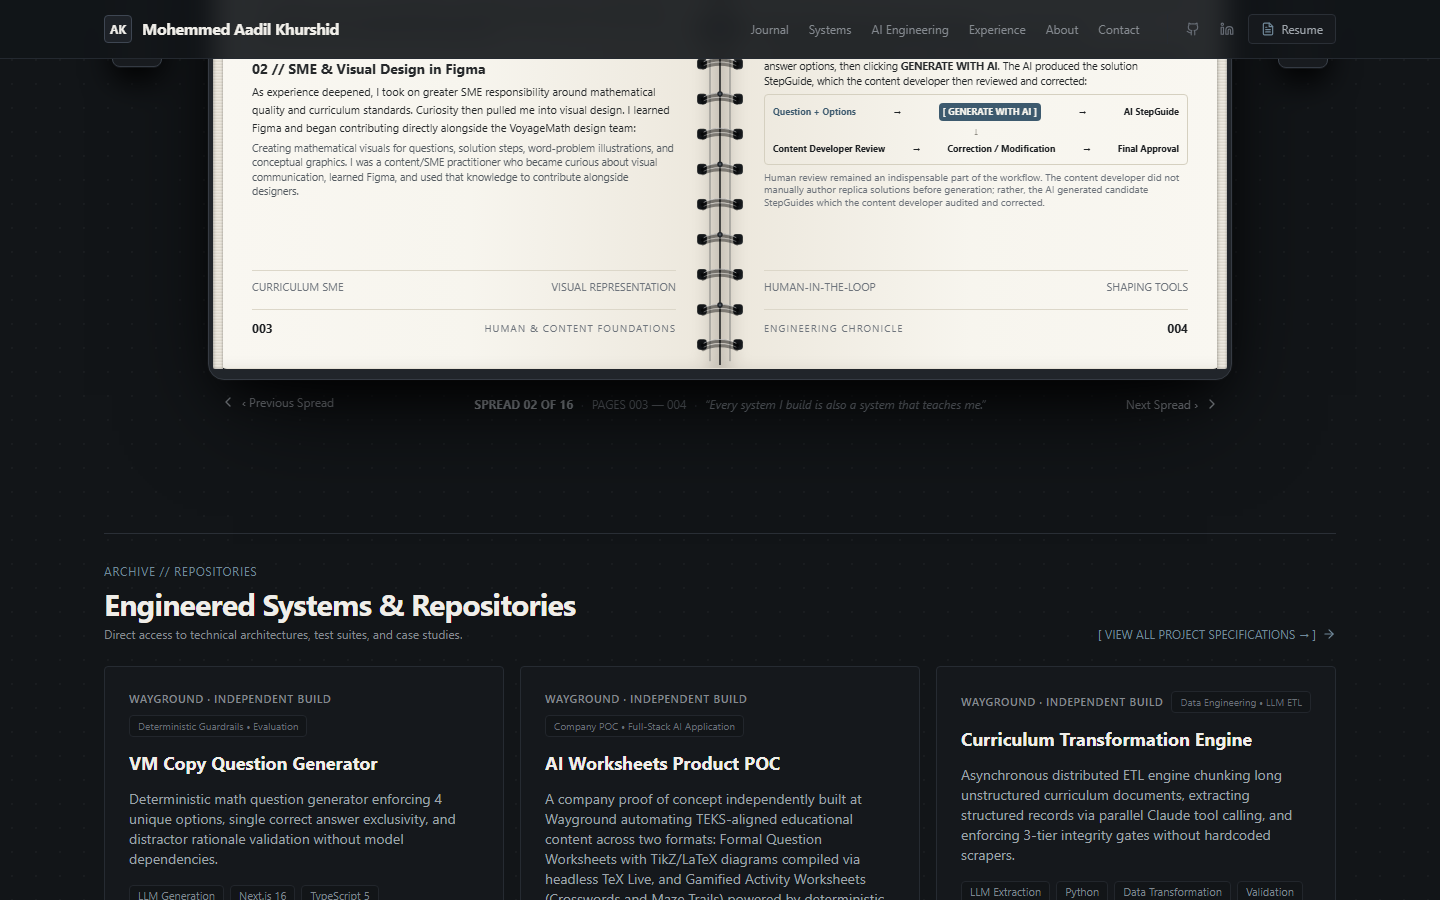 AK Mohemmed Aadil Khurshid
Journal Systems AI Engineering Experience About Contact Resume
02 // SME & Visual Design in Figma
As experience deepened, I took on greater SME responsibility around mathematical
quality and curriculum standards. Curiosity then pulled me into visual design. I learned
Figma and began contributing directly alongside the VoyageMath design team:
Creating mathematical visuals for questions, solution steps, word-problem illustrations, and
conceptual graphics. I was a content/SME practitioner who became curious about visual
communication, learned Figma, and used that knowledge to contribute alongside
designers.
CURRICULUM SME VISUAL REPRESENTATION
003 HUMAN & CONTENT FOUNDATIONS
answer options, then clicking GENERATE WITH AI. The AI produced the solution
StepGuide, which the content developer then reviewed and corrected:
Question + Options → [ GENERATE WITH AI ] → AI StepGuide
↓
Content Developer Review → Correction / Modification → Final Approval
Human review remained an indispensable part of the workflow. The content developer did not
manually author replica solutions before generation; rather, the AI generated candidate
StepGuides which the content developer audited and corrected.
HUMAN-IN-THE-LOOP SHAPING TOOLS
ENGINEERING CHRONICLE 004
‹ Previous Spread SPREAD 02 OF 16 · PAGES 003 — 004 · “Every system I build is also a system that teaches me.” Next Spread ›
ARCHIVE // REPOSITORIES
Engineered Systems & Repositories
Direct access to technical architectures, test suites, and case studies.
[ VIEW ALL PROJECT SPECIFICATIONS → ] →
WAYGROUND · INDEPENDENT BUILD
Deterministic Guardrails • Evaluation
VM Copy Question Generator
Deterministic math question generator enforcing 4
unique options, single correct answer exclusivity, and
distractor rationale validation without model
dependencies.
LLM Generation Next.js 16 TypeScript 5
WAYGROUND · INDEPENDENT BUILD
Company POC • Full-Stack AI Application
AI Worksheets Product POC
A company proof of concept independently built at
Wayground automating TEKS-aligned educational
content across two formats: Formal Question
Worksheets with TikZ/LaTeX diagrams compiled via
headless TeX Live, and Gamified Activity Worksheets
(Crosswords and Maze Trails) powered by deterministic
WAYGROUND · INDEPENDENT BUILD Data Engineering • LLM ETL
Curriculum Transformation Engine
Asynchronous distributed ETL engine chunking long
unstructured curriculum documents, extracting
structured records via parallel Claude tool calling, and
enforcing 3-tier integrity gates without hardcoded
scrapers.
LLM Extraction Python Data Transformation Validation